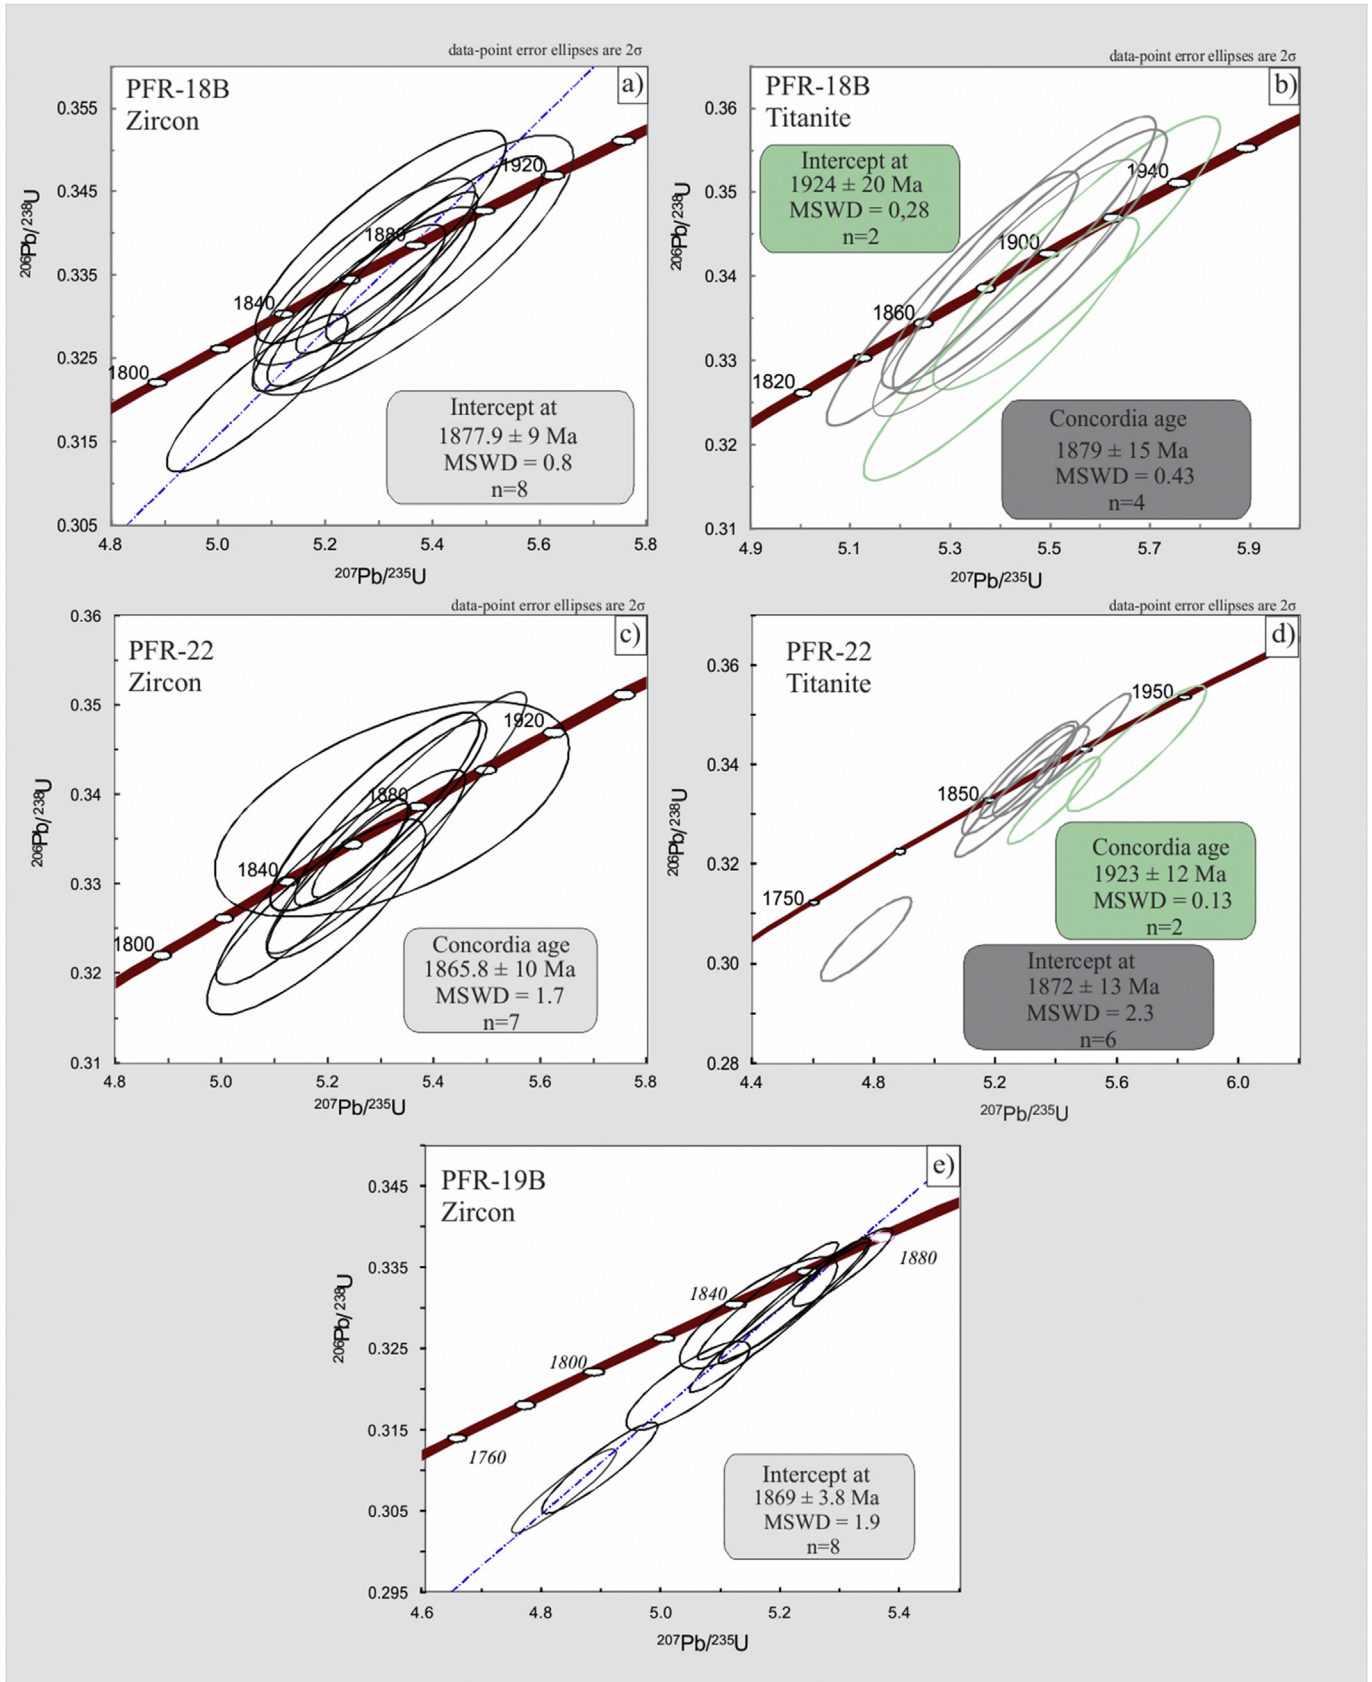 data-point error ellipses are 2σ
PFR-18B
Zircon
a)
0.355
0.345
0.335
0.325
0.315
0.305
²⁰⁶Pb/²³⁸U
1800
1840
1880
1920
Intercept at
1877.9 ± 9 Ma
MSWD = 0.8
n=8
4.8 5.0 5.2 5.4 5.6 5.8
²⁰⁷Pb/²³⁵U
data-point error ellipses are 2σ
PFR-18B
Titanite
b)
Intercept at
1924 ± 20 Ma
MSWD = 0,28
n=2
0.36
0.35
0.34
0.33
0.32
0.31
²⁰⁶Pb/²³⁸U
1820
1860
1900
1940
Concordia age
1879 ± 15 Ma
MSWD = 0.43
n=4
4.9 5.1 5.3 5.5 5.7 5.9
²⁰⁷Pb/²³⁵U
data-point error ellipses are 2σ
PFR-22
Zircon
c)
0.36
0.35
0.34
0.33
0.32
0.31
²⁰⁶Pb/²³⁸U
1800
1840
1880
1920
Concordia age
1865.8 ± 10 Ma
MSWD = 1.7
n=7
4.8 5.0 5.2 5.4 5.6 5.8
²⁰⁷Pb/²³⁵U
data-point error ellipses are 2σ
PFR-22
Titanite
d)
0.36
0.34
0.32
0.30
0.28
²⁰⁶Pb/²³⁸U
1750
1850
1950
Concordia age
1923 ± 12 Ma
MSWD = 0.13
n=2
Intercept at
1872 ± 13 Ma
MSWD = 2.3
n=6
4.4 4.8 5.2 5.6 6.0
²⁰⁷Pb/²³⁵U
PFR-19B
Zircon
e)
0.345
0.335
0.325
0.315
0.305
0.295
²⁰⁶Pb/²³⁸U
1760
1800
1840
1880
Intercept at
1869 ± 3.8 Ma
MSWD = 1.9
n=8
4.6 4.8 5.0 5.2 5.4
²⁰⁷Pb/²³⁵U